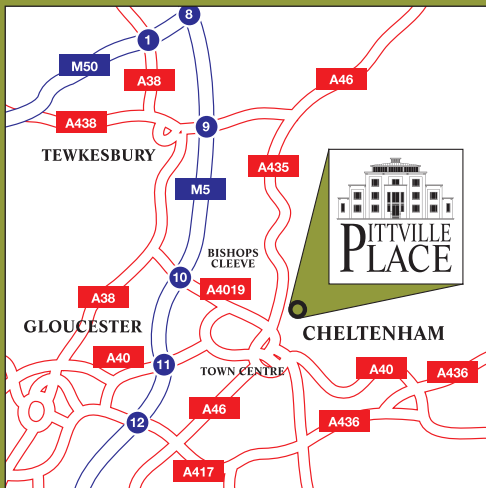 8
1
M50
A38
A46
A438
9
TEWKESBURY
A435
M5
PITTVILLE
PLACE
BISHOPS
CLEEVE
10
A4019
A38
GLOUCESTER
CHELTENHAM
A40
11
TOWN CENTRE
A40
A436
A46
12
A436
A417